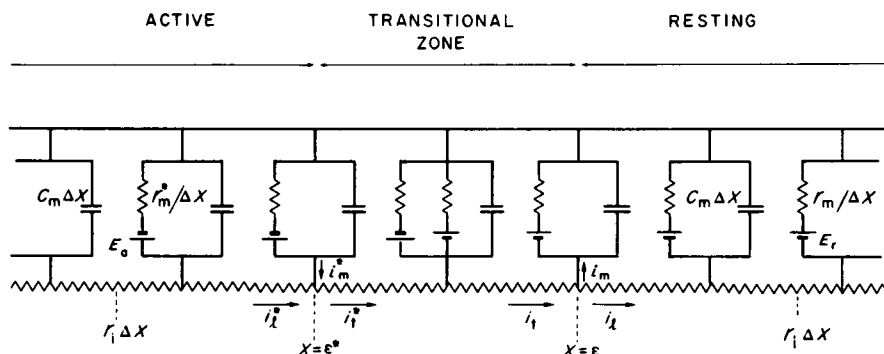 ACTIVE TRANSITIONAL ZONE RESTING
C_m ΔX r_m^*/ΔX C_m ΔX r_m/ΔX
E_a E_r
i_m^* i_m
i_ℓ^* i_t^* i_t i_ℓ
r_i ΔX r_i ΔX
X=ε^* X=ε